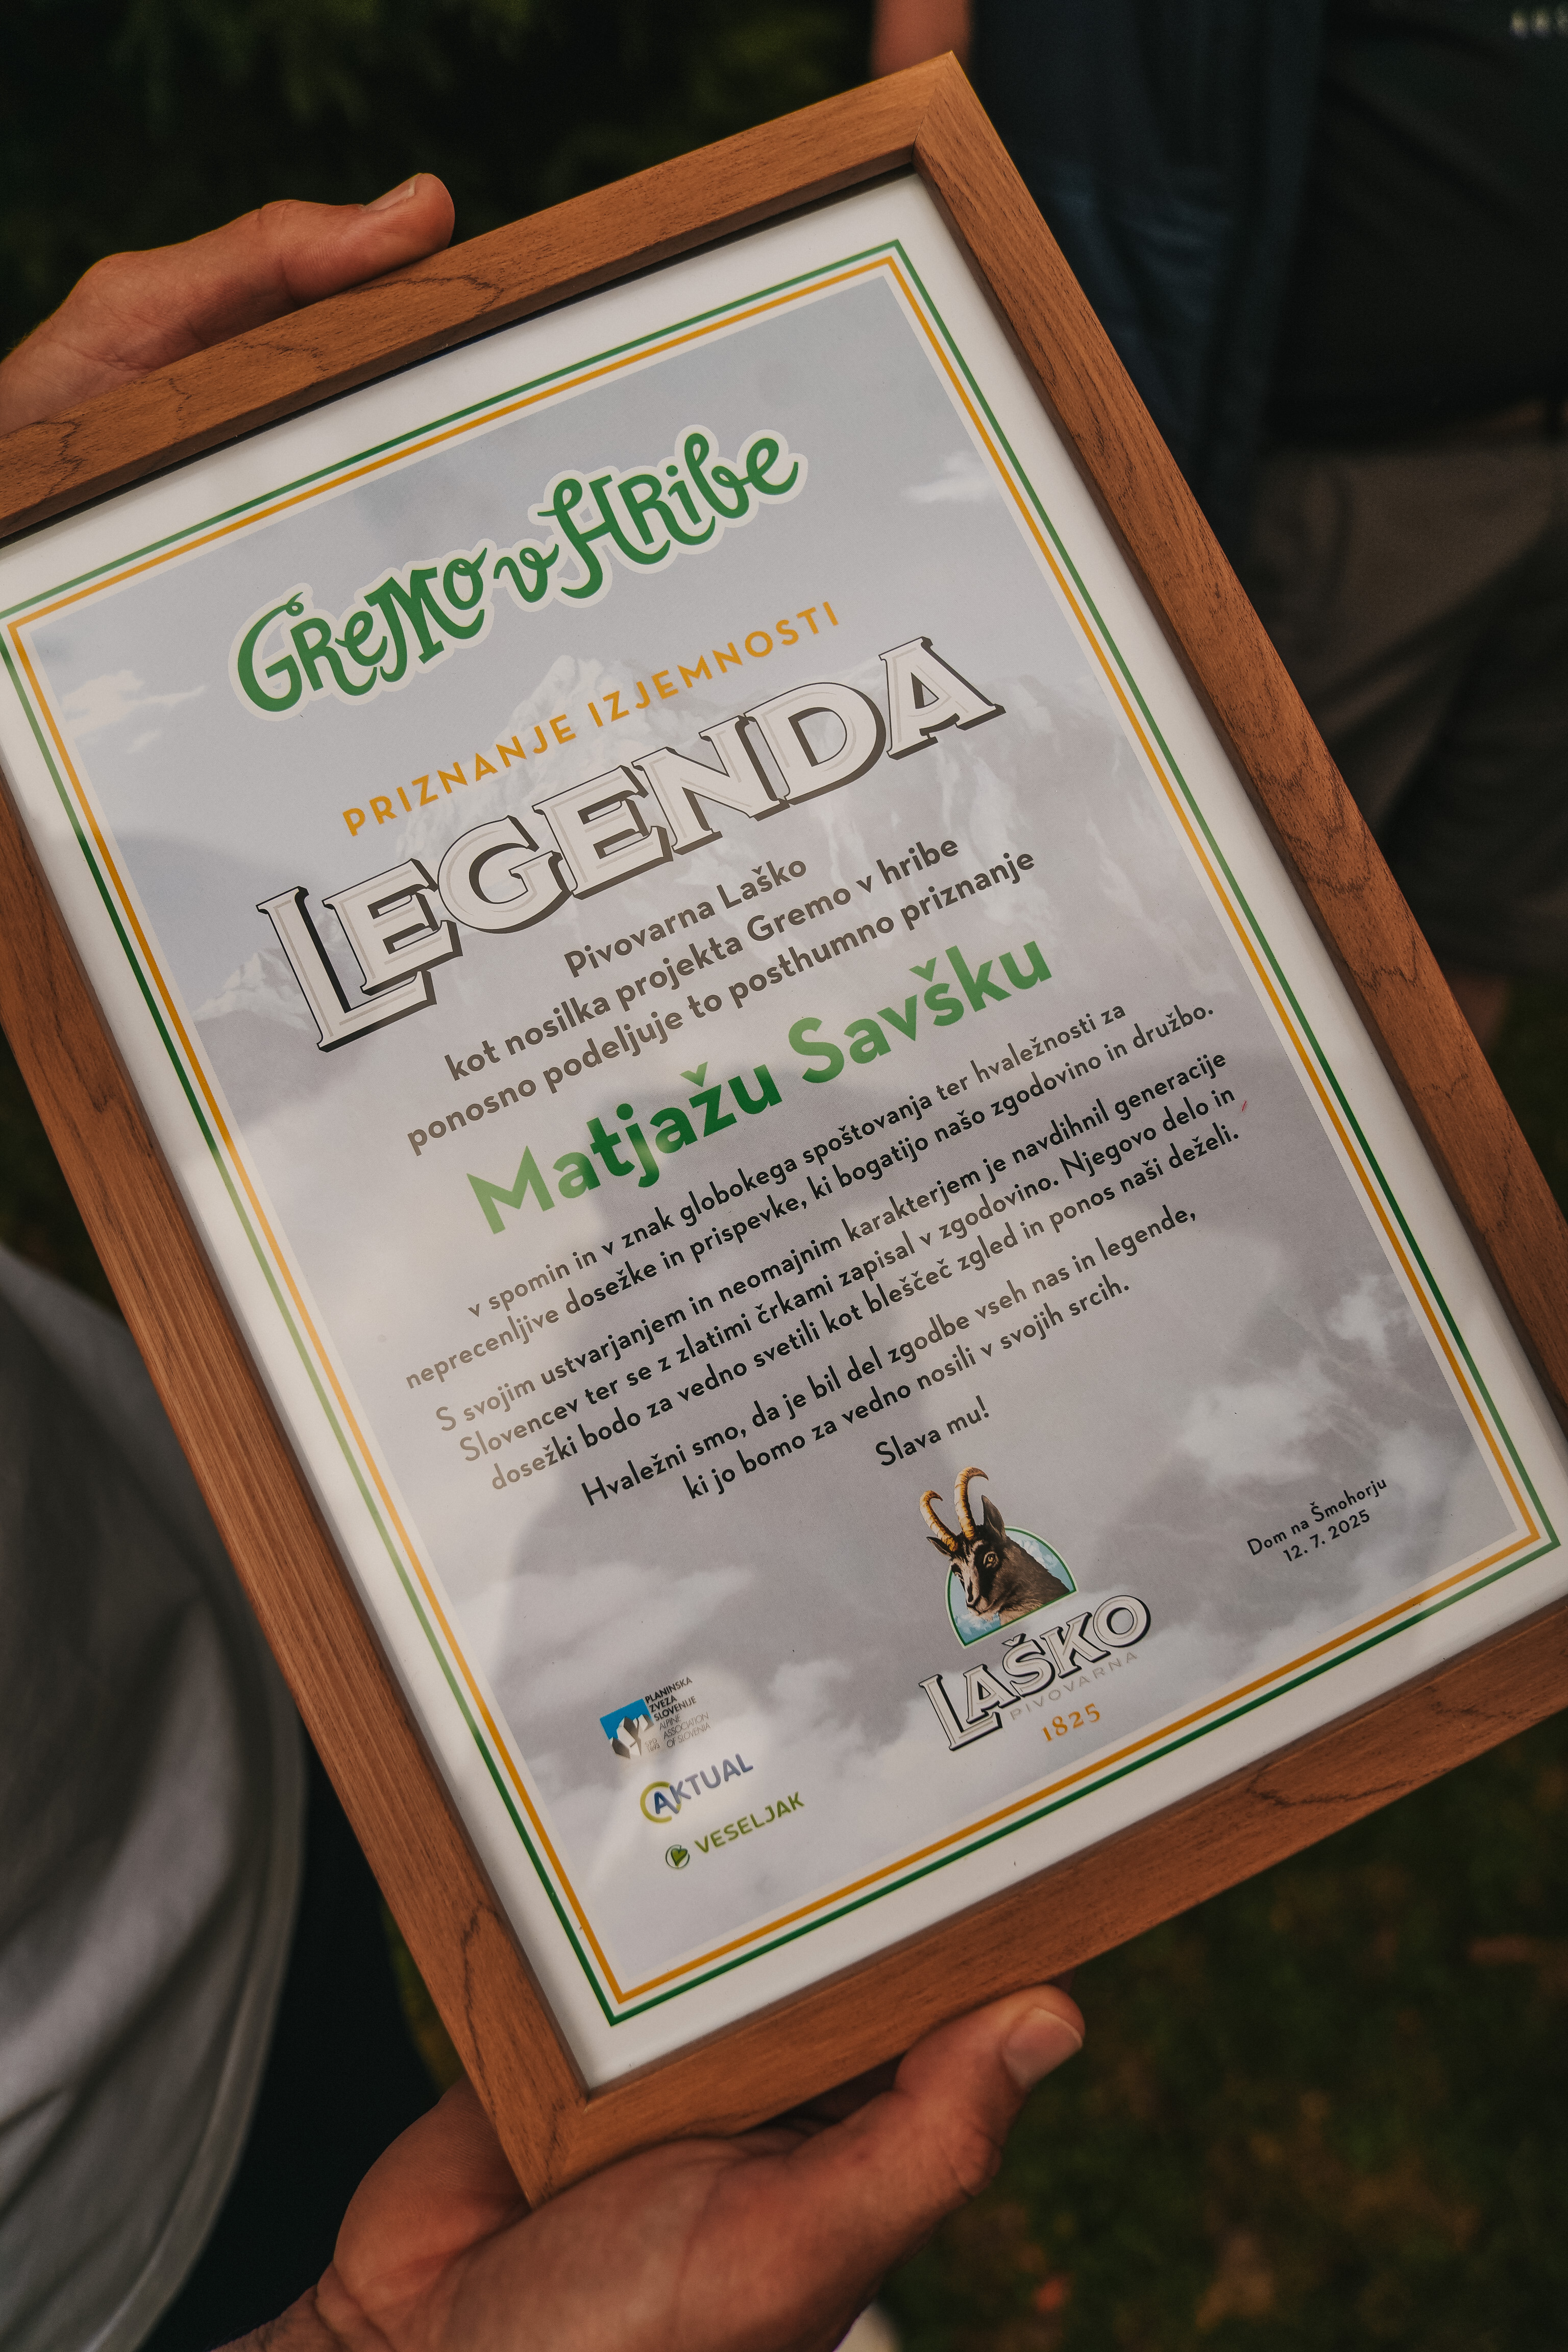 Gremo v Hribe
PRIZNANJE IZJEMNOSTI
LEGENDA
Pivovarna Laško
kot nosilka projekta Gremo v hribe
ponosno podeljuje to posthumno priznanje
Matjažu Savšku
v spomin in v znak globokega spoštovanja ter hvaležnosti za
neprecenljive dosežke in prispevke, ki bogatijo našo zgodovino in družbo.
S svojim ustvarjanjem in neomajnim karakterjem je navdihnil generacije
Slovencev ter se z zlatimi črkami zapisal v zgodovino. Njegovo delo in
dosežki bodo za vedno svetili kot bleščeč zgled in ponos naši deželi.
Hvaležni smo, da je bil del zgodbe vseh nas in legende,
ki jo bomo za vedno nosili v svojih srcih.
Slava mu!
Dom na Šmohorju
12. 7. 2025
LAŠKO
PIVOVARNA
1825
PLANINSKA
ZVEZA
SLOVENIJE
ALPINE
ASSOCIATION
OF SLOVENIA
AKTUAL
VESELJAK